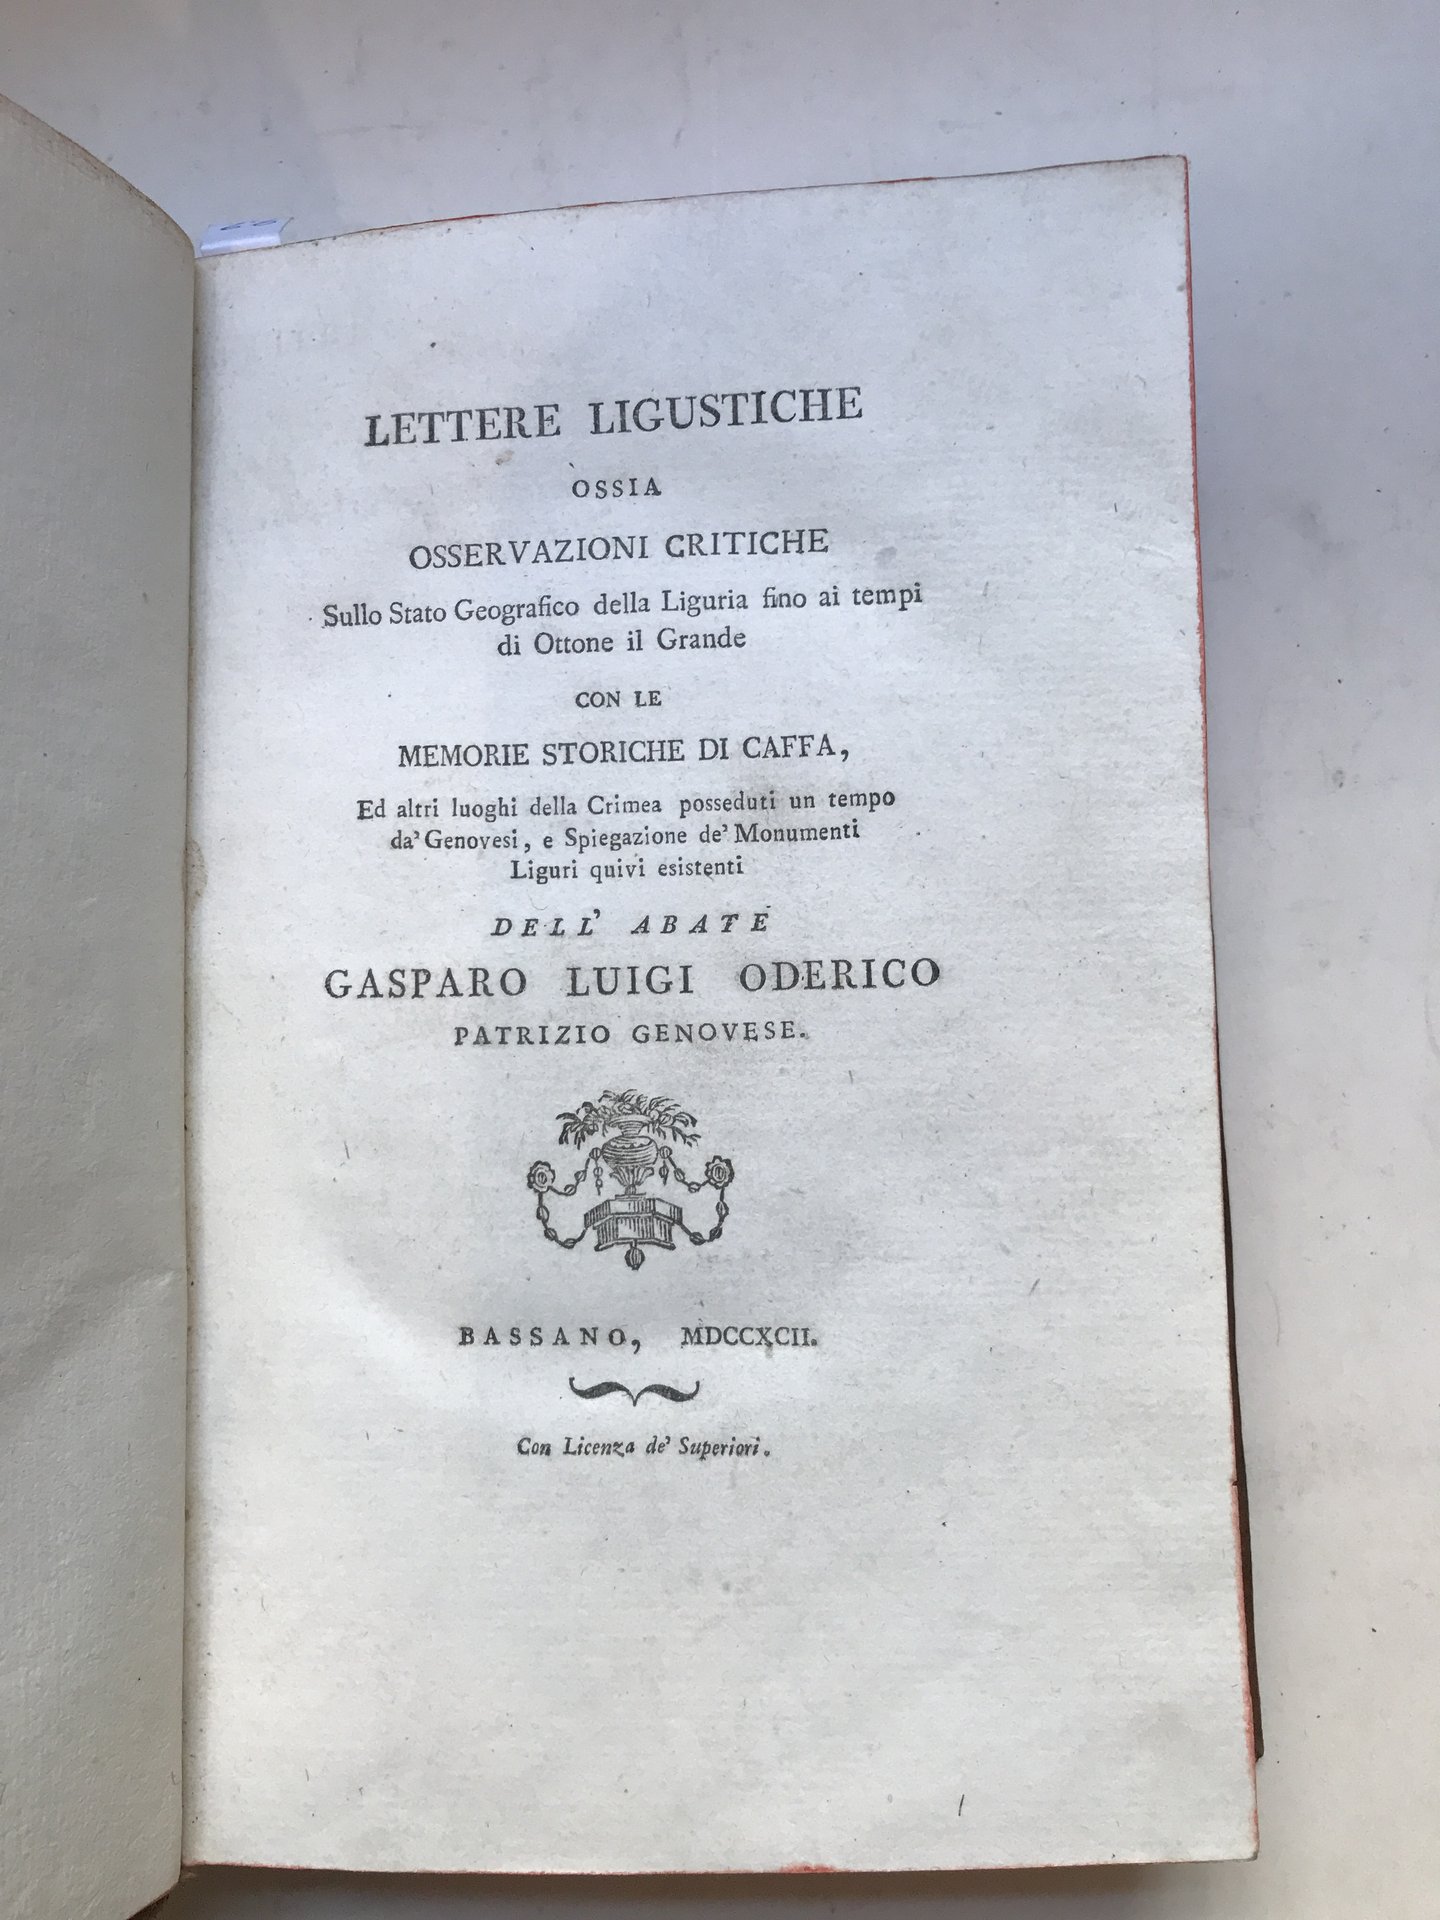 LETTERE LIGUSTICHE
OSSIA
OSSERVAZIONI CRITICHE
Sullo Stato Geografico della Liguria fino ai tempi
di Ottone il Grande
CON LE
MEMORIE STORICHE DI CAFFA,
Ed altri luoghi della Crimea posseduti un tempo
da' Genovesi, e Spiegazione de' Monumenti
Liguri quivi esistenti
DELL' ABATE
GASPARO LUIGI ODERICO
PATRIZIO GENOVESE.
BASSANO, MDCCXCII.
Con Licenza de' Superiori.